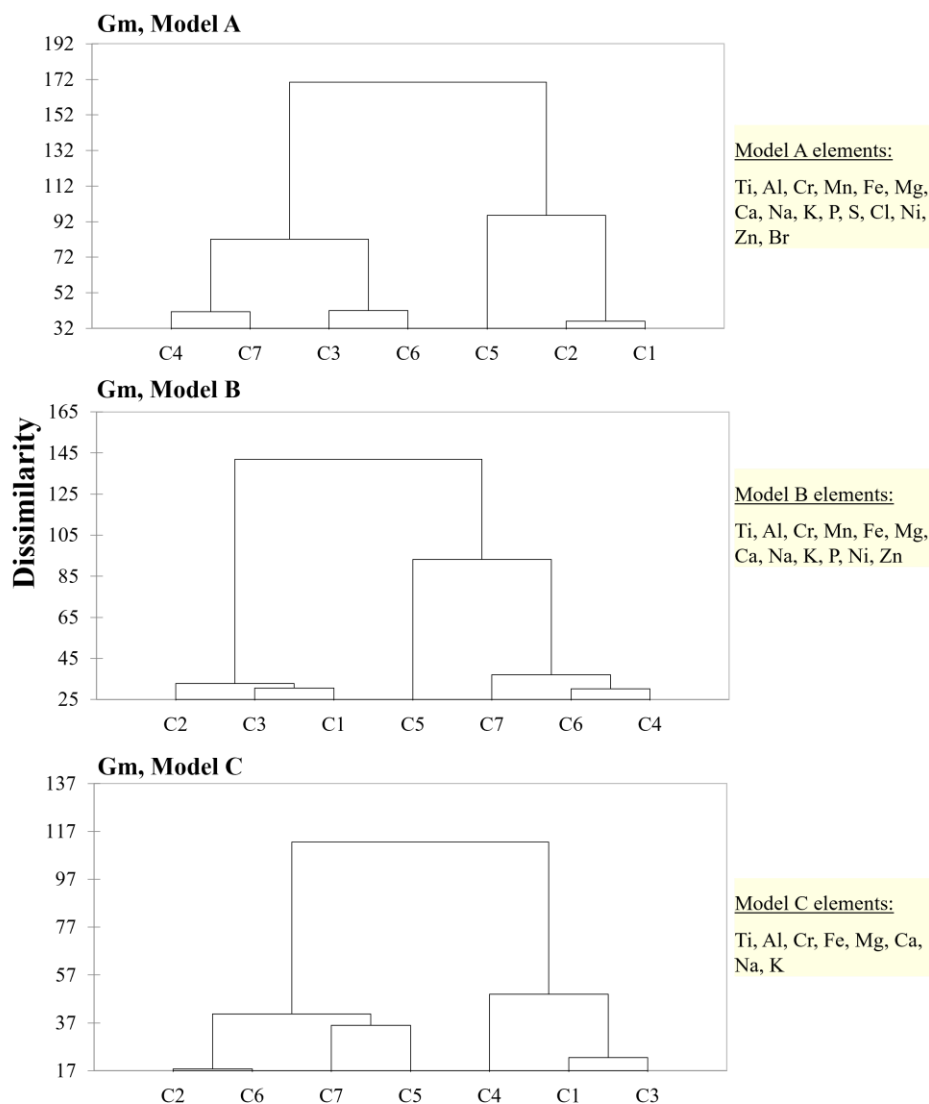 Gm, Model A
192
172
152
132
112
92
72
52
32
C4 C7 C3 C6 C5 C2 C1
Model A elements:
Ti, Al, Cr, Mn, Fe, Mg,
Ca, Na, K, P, S, Cl, Ni,
Zn, Br
Dissimilarity
Gm, Model B
165
145
125
105
85
65
45
25
C2 C3 C1 C5 C7 C6 C4
Model B elements:
Ti, Al, Cr, Mn, Fe, Mg,
Ca, Na, K, P, Ni, Zn
Gm, Model C
137
117
97
77
57
37
17
C2 C6 C7 C5 C4 C1 C3
Model C elements:
Ti, Al, Cr, Fe, Mg, Ca,
Na, K